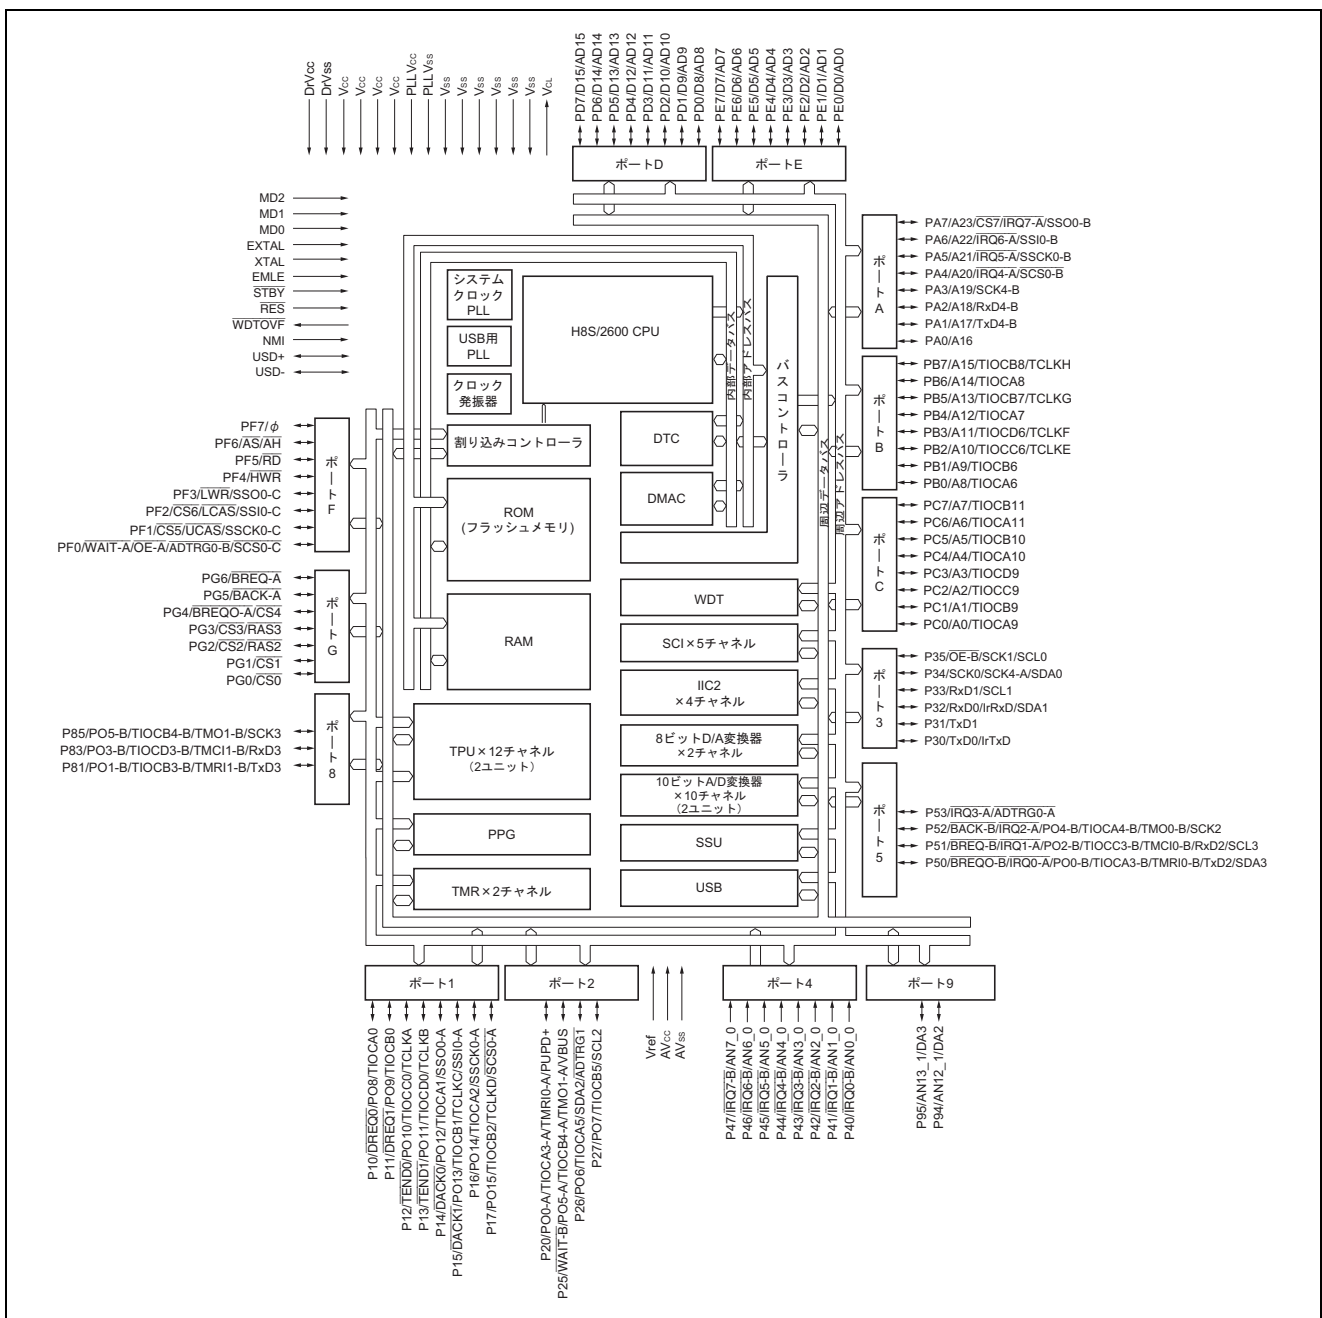 DrVcc
DrVss
Vcc
Vcc
Vcc
Vcc
PLLVcc
PLLVss
Vss
Vss
Vss
Vss
Vss
Vss
VCL
PD7/D15/AD15
PD6/D14/AD14
PD5/D13/AD13
PD4/D12/AD12
PD3/D11/AD11
PD2/D10/AD10
PD1/D9/AD9
PD0/D8/AD8
PE7/D7/AD7
PE6/D6/AD6
PE5/D5/AD5
PE4/D4/AD4
PE3/D3/AD3
PE2/D2/AD2
PE1/D1/AD1
PE0/D0/AD0
ポートD
ポートE
MD2
MD1
MD0
EXTAL
XTAL
EMLE
STBY
RES
WDTOVF
NMI
USD+
USD-
システム
クロック
PLL
USB用
PLL
クロック
発振器
H8S/2600 CPU
割り込みコントローラ
DTC
DMAC
ROM
(フラッシュメモリ)
RAM
TPU×12チャネル
(2ユニット)
PPG
TMR×2チャネル
WDT
SCI×5チャネル
IIC2
×4チャネル
8ビットD/A変換器
×2チャネル
10ビットA/D変換器
×10チャネル
(2ユニット)
SSU
USB
内部データバス
内部アドレスバス
バスコントローラ
周辺データバス
周辺アドレスバス
ポートA
PA7/A23/CS7/IRQ7-A/SSO0-B
PA6/A22/IRQ6-A/SSI0-B
PA5/A21/IRQ5-A/SSCK0-B
PA4/A20/IRQ4-A/SCS0-B
PA3/A19/SCK4-B
PA2/A18/RxD4-B
PA1/A17/TxD4-B
PA0/A16
ポートB
PB7/A15/TIOCB8/TCLKH
PB6/A14/TIOCA8
PB5/A13/TIOCB7/TCLKG
PB4/A12/TIOCA7
PB3/A11/TIOCD6/TCLKF
PB2/A10/TIOCC6/TCLKE
PB1/A9/TIOCB6
PB0/A8/TIOCA6
ポートC
PC7/A7/TIOCB11
PC6/A6/TIOCA11
PC5/A5/TIOCB10
PC4/A4/TIOCA10
PC3/A3/TIOCD9
PC2/A2/TIOCC9
PC1/A1/TIOCB9
PC0/A0/TIOCA9
ポート3
P35/OE-B/SCK1/SCL0
P34/SCK0/SCK4-A/SDA0
P33/RxD1/SCL1
P32/RxD0/IrRxD/SDA1
P31/TxD1
P30/TxD0/IrTxD
ポート5
P53/IRQ3-A/ADTRG0-A
P52/BACK-B/IRQ2-A/PO4-B/TIOCA4-B/TMO0-B/SCK2
P51/BREQ-B/IRQ1-A/PO2-B/TIOCC3-B/TMCI0-B/RxD2/SCL3
P50/BREQO-B/IRQ0-A/PO0-B/TIOCA3-B/TMRI0-B/TxD2/SDA3
ポートF
PF7/φ
PF6/AS/AH
PF5/RD
PF4/HWR
PF3/LWR/SSO0-C
PF2/CS6/LCAS/SSI0-C
PF1/CS5/UCAS/SSCK0-C
PF0/WAIT-A/OE-A/ADTRG0-B/SCS0-C
ポートG
PG6/BREQ-A
PG5/BACK-A
PG4/BREQO-A/CS4
PG3/CS3/RAS3
PG2/CS2/RAS2
PG1/CS1
PG0/CS0
ポート8
P85/PO5-B/TIOCB4-B/TMO1-B/SCK3
P83/PO3-B/TIOCD3-B/TMCI1-B/RxD3
P81/PO1-B/TIOCB3-B/TMRI1-B/TxD3
ポート1
ポート2
ポート4
ポート9
P10/DREQ0/PO8/TIOCA0
P11/DREQ1/PO9/TIOCB0
P12/TEND0/PO10/TIOCC0/TCLKA
P13/TEND1/PO11/TIOCD0/TCLKB
P14/DACK0/PO12/TIOCA1/SSO0-A
P15/DACK1/PO13/TIOCB1/TCLKC/SSI0-A
P16/PO14/TIOCA2/SSCK0-A
P17/PO15/TIOCB2/TCLKD/SCS0-A
P20/PO0-A/TIOCA3-A/TMRI0-A/PUPD+
P25/WAIT-B/PO5-A/TIOCB4-A/TMO1-A/VBUS
P26/PO6/TIOCA5/SDA2/ADTRG1
P27/PO7/TIOCB5/SCL2
Vref
AVcc
AVss
P47/IRQ7-B/AN7_0
P46/IRQ6-B/AN6_0
P45/IRQ5-B/AN5_0
P44/IRQ4-B/AN4_0
P43/IRQ3-B/AN3_0
P42/IRQ2-B/AN2_0
P41/IRQ1-B/AN1_0
P40/IRQ0-B/AN0_0
P95/AN13_1/DA3
P94/AN12_1/DA2